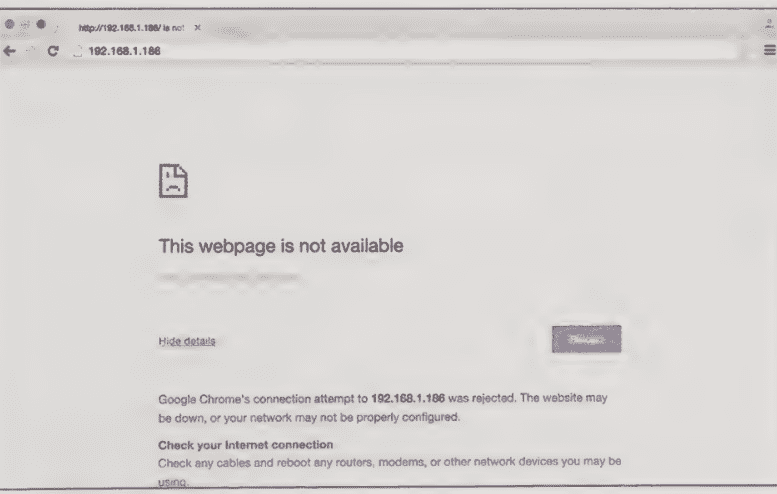 http://192.168.1.186/ is not
192.168.1.186
This webpage is not available
Hide details
Google Chrome's connection attempt to 192.168.1.186 was rejected. The website may
be down, or your network may not be properly configured.
Check your Internet connection
Check any cables and reboot any routers, modems, or other network devices you may be
using.